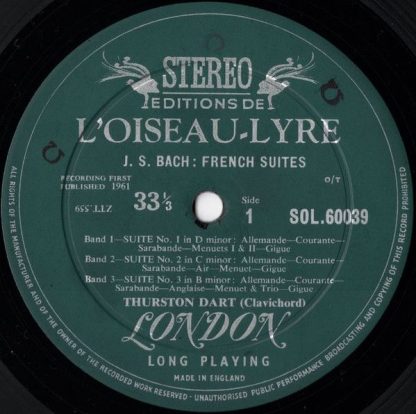 STEREO
EDITIONS DE
L'OISEAU-LYRE
J. S. BACH: FRENCH SUITES
RECORDING FIRST
PUBLISHED 1961
O/T
ZTT.559
33⅓
Side
1
SOL.60039
Band 1—SUITE No. 1 in D minor: Allemande—Courante—
Sarabande—Menuets I & II—Gigue
Band 2—SUITE No. 2 in C minor: Allemande—Courante—
Sarabande—Air—Menuet—Gigue
Band 3—SUITE No. 3 in B minor: Allemande—Courante—
Sarabande—Anglaise—Menuet & Trio—Gigue
THURSTON DART (Clavichord)
LONDON
LONG PLAYING
MADE IN ENGLAND
ALL RIGHTS OF THE MANUFACTURER AND OF THE OWNER OF THE RECORDED WORK RESERVED · UNAUTHORISED PUBLIC PERFORMANCE BROADCASTING AND COPYING OF THIS RECORD PROHIBITED